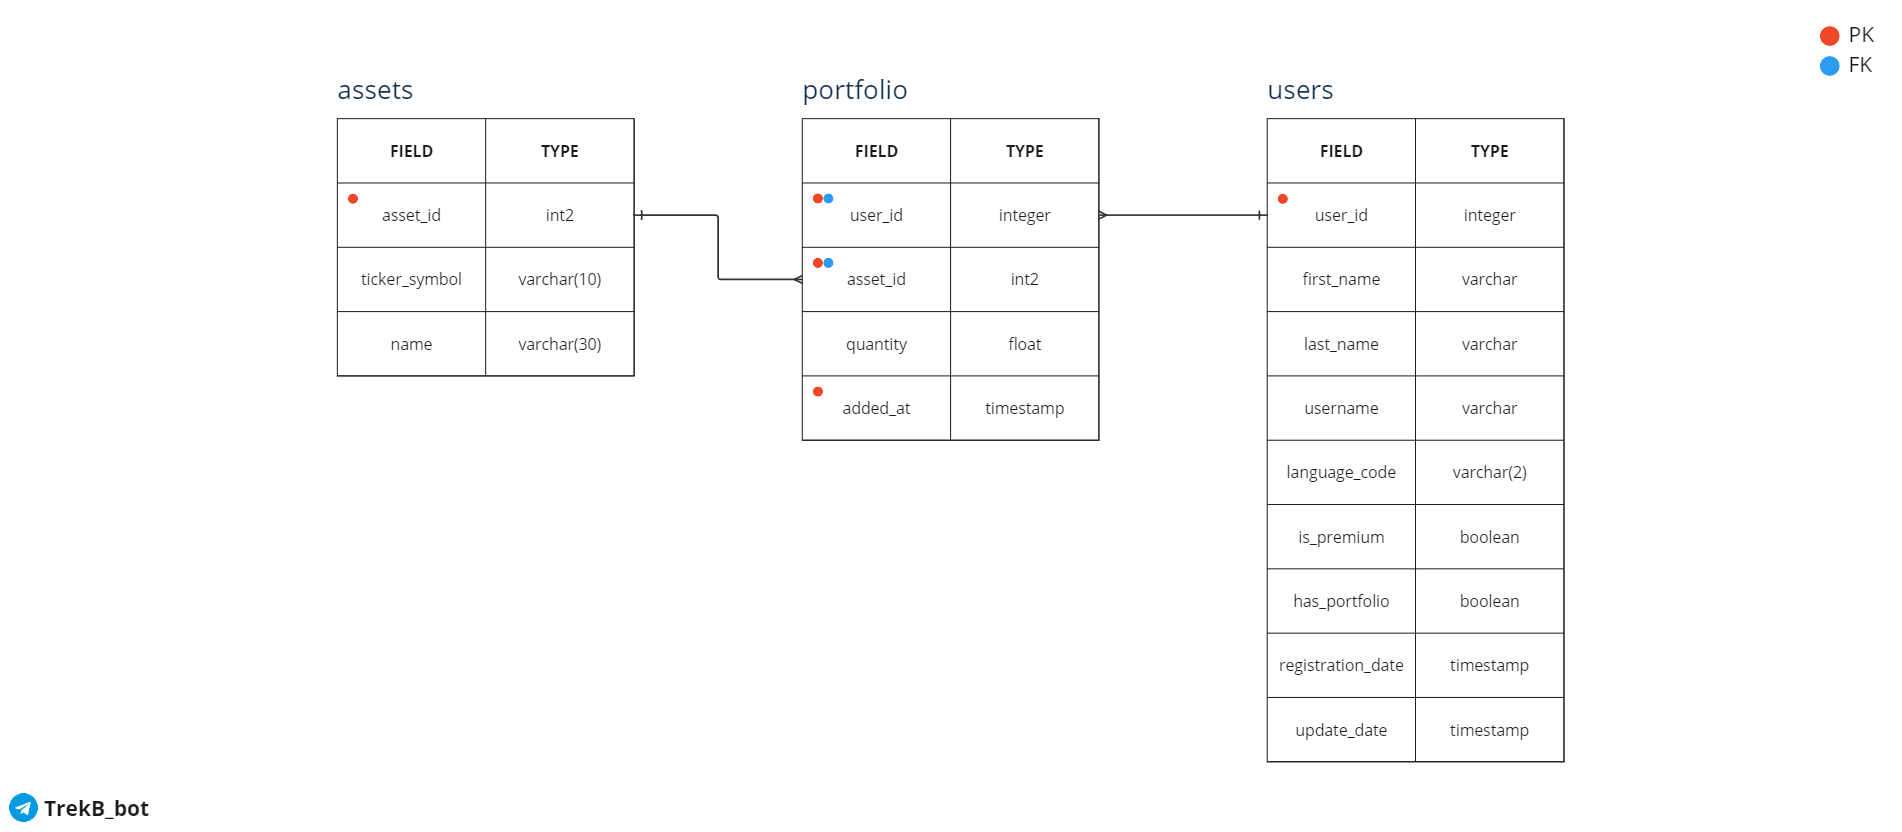 PK
FK
assets
FIELD TYPE
asset_id int2
ticker_symbol varchar(10)
name varchar(30)
portfolio
FIELD TYPE
user_id integer
asset_id int2
quantity float
added_at timestamp
users
FIELD TYPE
user_id integer
first_name varchar
last_name varchar
username varchar
language_code varchar(2)
is_premium boolean
has_portfolio boolean
registration_date timestamp
update_date timestamp
TrekB_bot